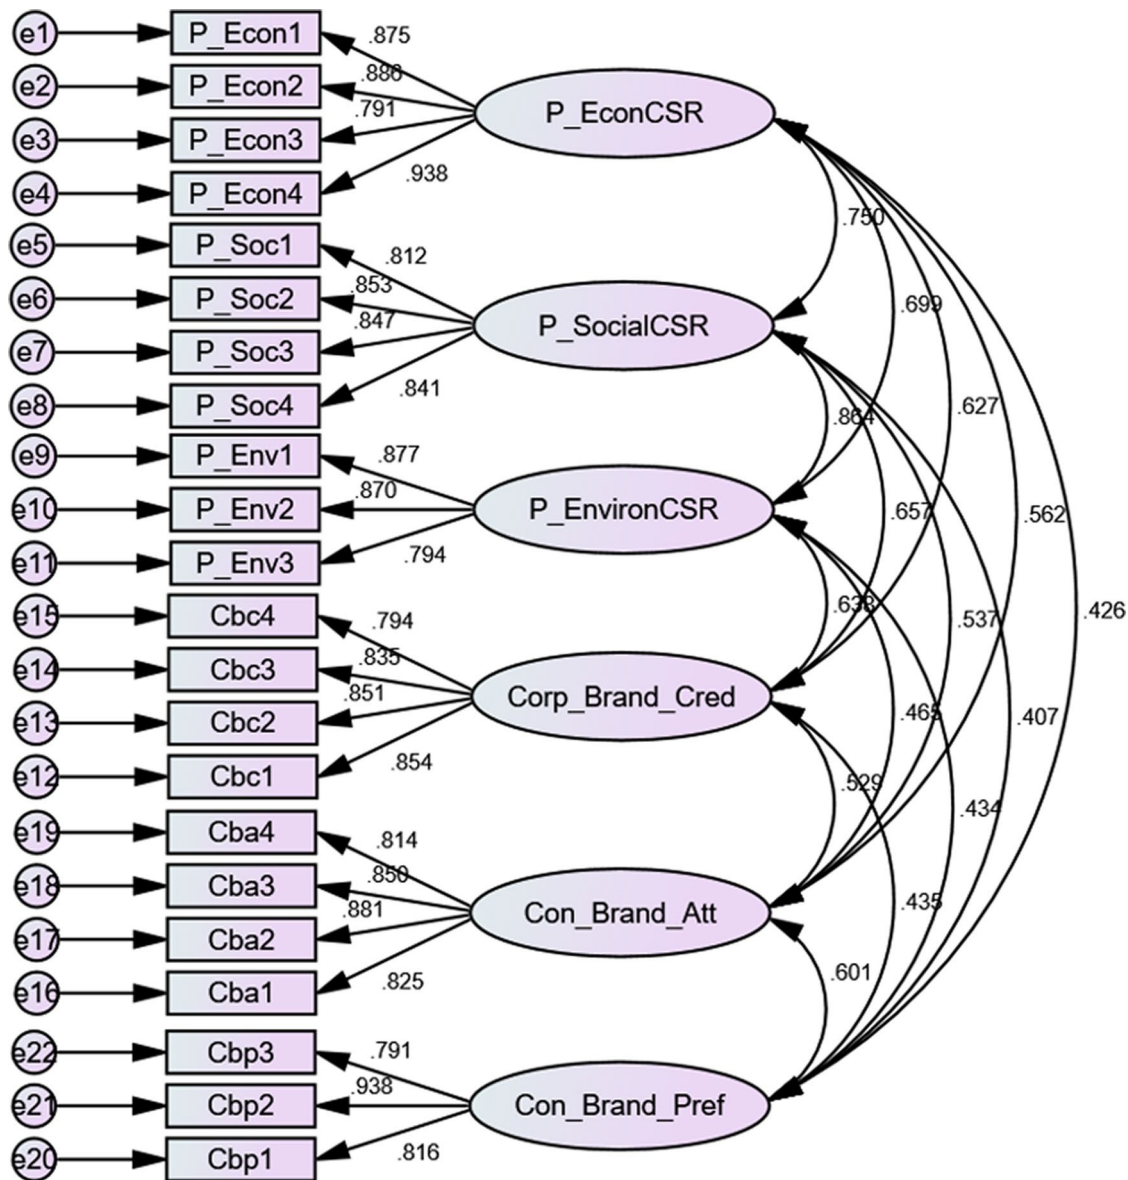 e1 P_Econ1 .875
e2 P_Econ2 .886
e3 P_Econ3 .791
e4 P_Econ4 .938
P_EconCSR
e5 P_Soc1 .812
e6 P_Soc2 .853
e7 P_Soc3 .847
e8 P_Soc4 .841
P_SocialCSR
e9 P_Env1 .877
e10 P_Env2 .870
e11 P_Env3 .794
P_EnvironCSR
e15 Cbc4 .794
e14 Cbc3 .835
e13 Cbc2 .851
e12 Cbc1 .854
Corp_Brand_Cred
e19 Cba4 .814
e18 Cba3 .850
e17 Cba2 .881
e16 Cba1 .825
Con_Brand_Att
e22 Cbp3 .791
e21 Cbp2 .938
e20 Cbp1 .816
Con_Brand_Pref
.750
.699
.627
.864
.657
.562
.638
.537
.426
.465
.407
.529
.434
.435
.601